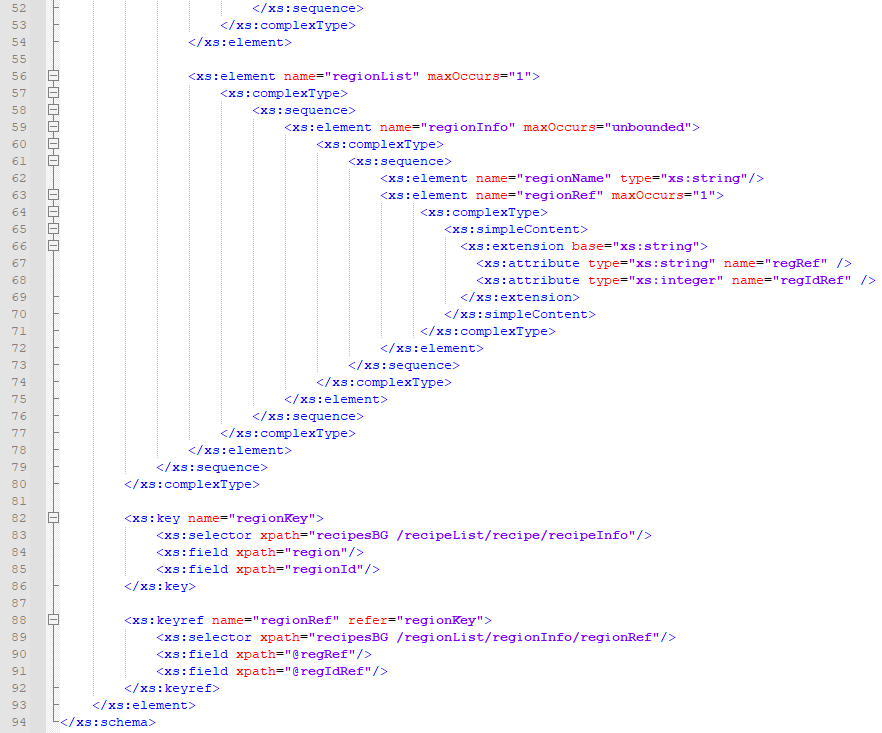 52 </xs:sequence>
53 </xs:complexType>
54 </xs:element>
55
56 <xs:element name="regionList" maxOccurs="1">
57 <xs:complexType>
58 <xs:sequence>
59 <xs:element name="regionInfo" maxOccurs="unbounded">
60 <xs:complexType>
61 <xs:sequence>
62 <xs:element name="regionName" type="xs:string"/>
63 <xs:element name="regionRef" maxOccurs="1">
64 <xs:complexType>
65 <xs:simpleContent>
66 <xs:extension base="xs:string">
67 <xs:attribute type="xs:string" name="regRef" />
68 <xs:attribute type="xs:integer" name="regIdRef" />
69 </xs:extension>
70 </xs:simpleContent>
71 </xs:complexType>
72 </xs:element>
73 </xs:sequence>
74 </xs:complexType>
75 </xs:element>
76 </xs:sequence>
77 </xs:complexType>
78 </xs:element>
79 </xs:sequence>
80 </xs:complexType>
81
82 <xs:key name="regionKey">
83 <xs:selector xpath="recipesBG /recipeList/recipe/recipeInfo"/>
84 <xs:field xpath="region"/>
85 <xs:field xpath="regionId"/>
86 </xs:key>
87
88 <xs:keyref name="regionRef" refer="regionKey">
89 <xs:selector xpath="recipesBG /regionList/regionInfo/regionRef"/>
90 <xs:field xpath="@regRef"/>
91 <xs:field xpath="@regIdRef"/>
92 </xs:keyref>
93 </xs:element>
94 </xs:schema>